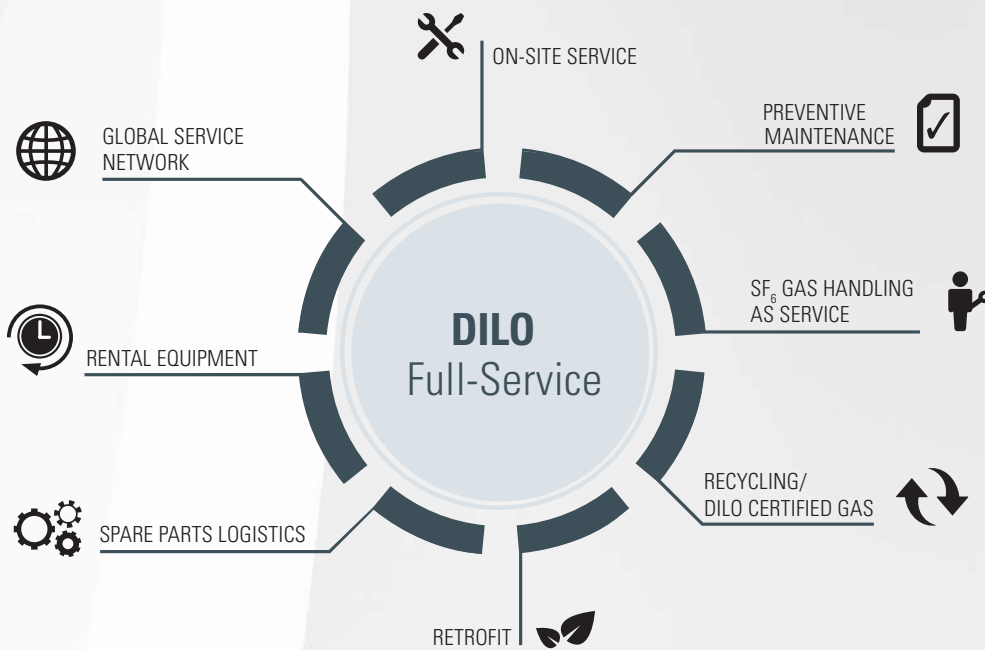 ON-SITE SERVICE
PREVENTIVE
MAINTENANCE
GLOBAL SERVICE
NETWORK
SF₆ GAS HANDLING
AS SERVICE
DILO
Full-Service
RENTAL EQUIPMENT
RECYCLING/
DILO CERTIFIED GAS
SPARE PARTS LOGISTICS
RETROFIT